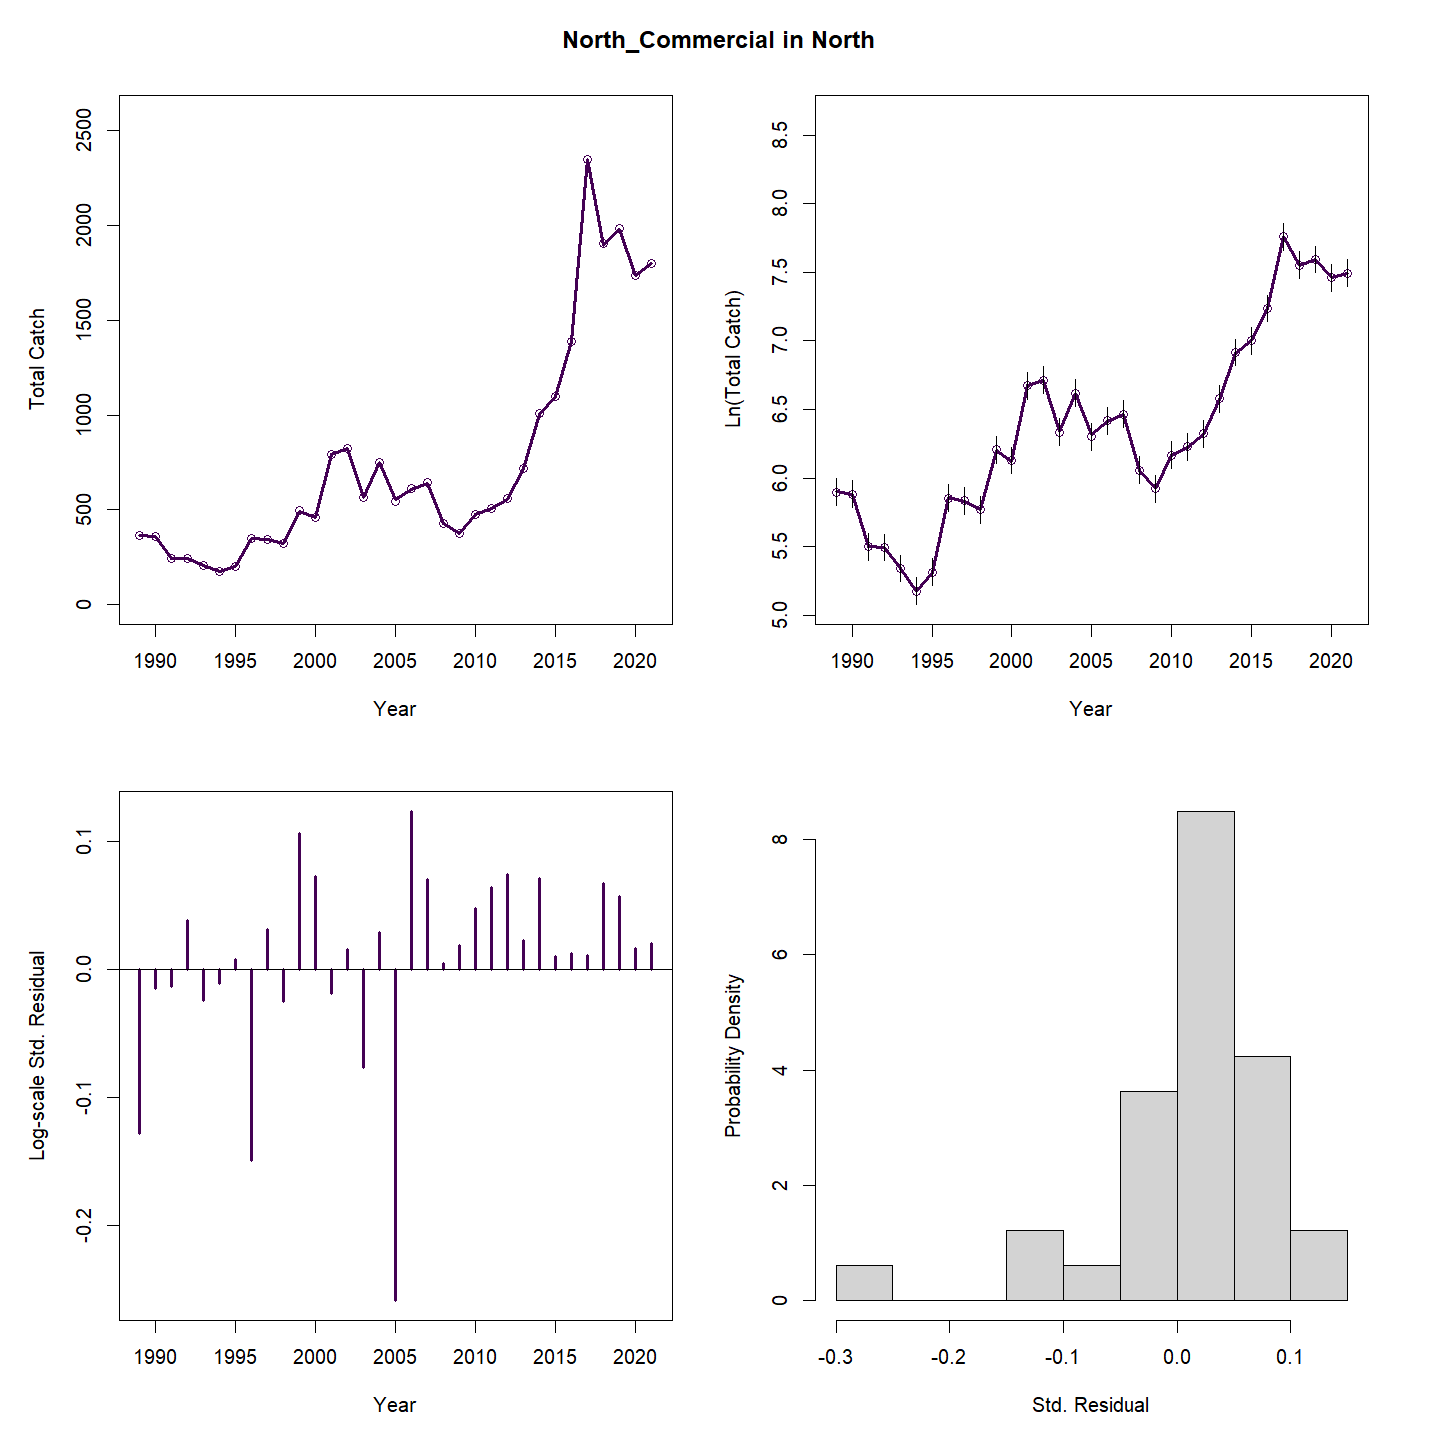 North_Commercial in North
Total Catch
2500
2000
1500
1000
500
0
1990 1995 2000 2005 2010 2015 2020
Year
Ln(Total Catch)
8.5
8.0
7.5
7.0
6.5
6.0
5.5
5.0
1990 1995 2000 2005 2010 2015 2020
Year
Log-scale Std. Residual
0.1
0.0
-0.1
-0.2
1990 1995 2000 2005 2010 2015 2020
Year
Probability Density
8
6
4
2
0
-0.3 -0.2 -0.1 0.0 0.1
Std. Residual